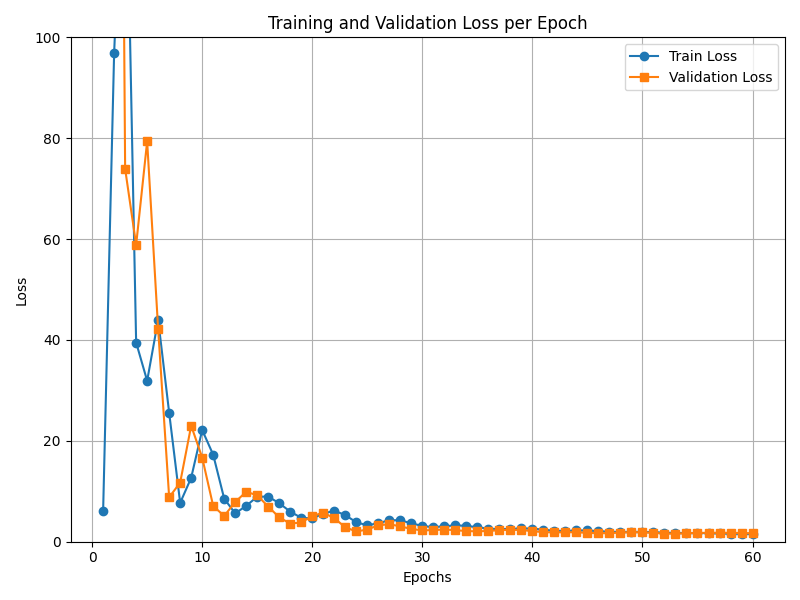 Training and Validation Loss per Epoch
Train Loss
Validation Loss
Loss
100
80
60
40
20
0
0 10 20 30 40 50 60
Epochs